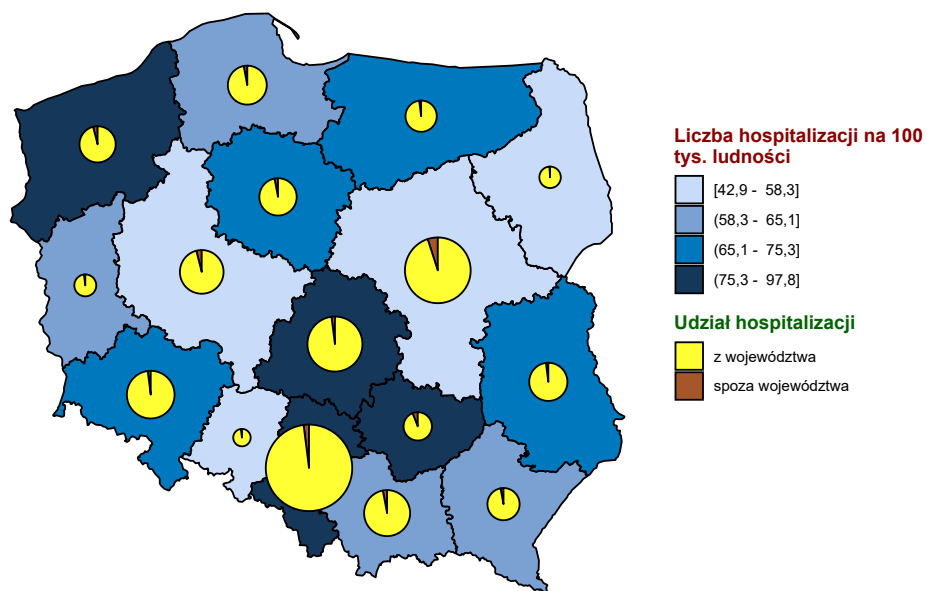 Liczba hospitalizacji na 100
tys. ludności
[42,9 - 58,3]
(58,3 - 65,1]
(65,1 - 75,3]
(75,3 - 97,8]
Udział hospitalizacji
z województwa
spoza województwa